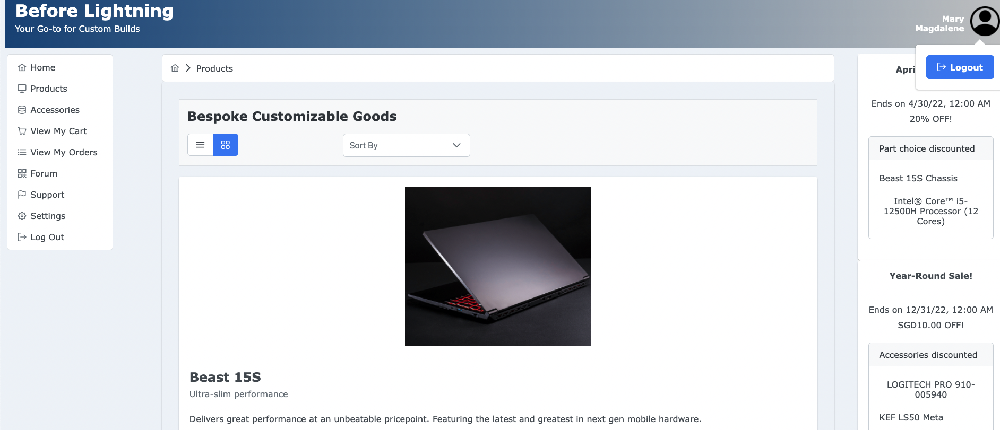 Before Lightning
Your Go-to for Custom Builds
Mary
Magdalene
Logout
Home
Products
Accessories
View My Cart
View My Orders
Forum
Support
Settings
Log Out
Products
Bespoke Customizable Goods
Sort By
Beast 15S
Ultra-slim performance
Delivers great performance at an unbeatable pricepoint. Featuring the latest and greatest in next gen mobile hardware.
Apri
Ends on 4/30/22, 12:00 AM
20% OFF!
Part choice discounted
Beast 15S Chassis
Intel® Core™ i5-
12500H Processor (12
Cores)
Year-Round Sale!
Ends on 12/31/22, 12:00 AM
SGD10.00 OFF!
Accessories discounted
LOGITECH PRO 910-
005940
KEF LS50 Meta